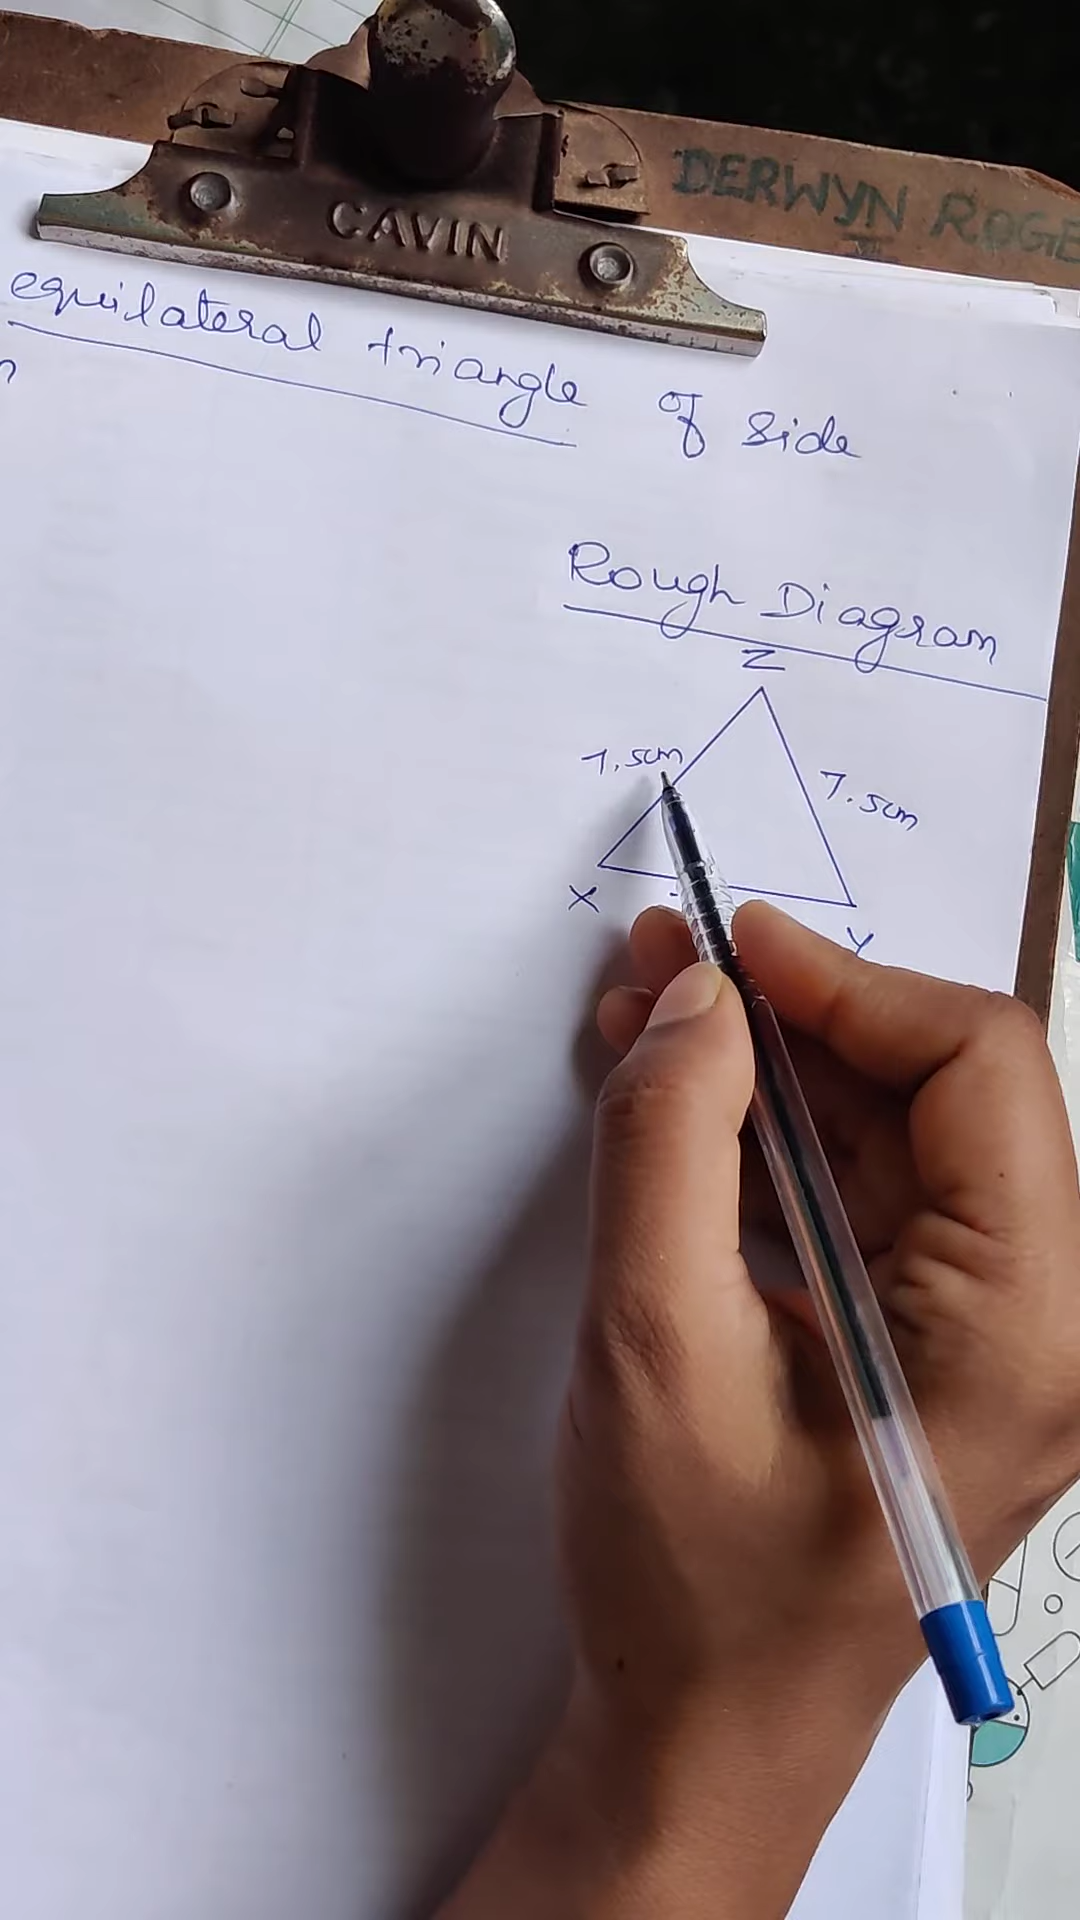 DERWYN ROGE
CAVIN
equilateral triangle of side
Rough Diagram
Z
7.5cm
7.5cm
X
Y